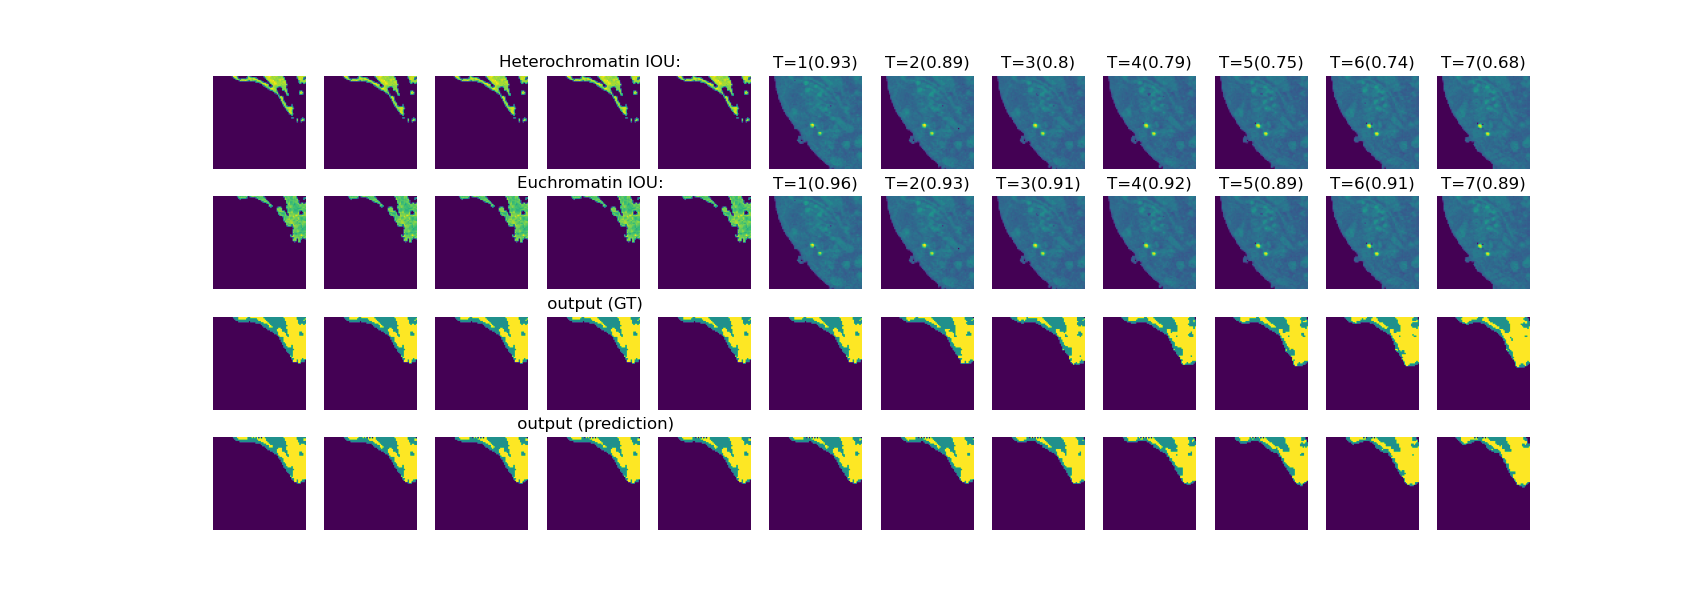 Heterochromatin IOU: T=1(0.93) T=2(0.89) T=3(0.8) T=4(0.79) T=5(0.75) T=6(0.74) T=7(0.68)
Euchromatin IOU: T=1(0.96) T=2(0.93) T=3(0.91) T=4(0.92) T=5(0.89) T=6(0.91) T=7(0.89)
output (GT)
output (prediction)